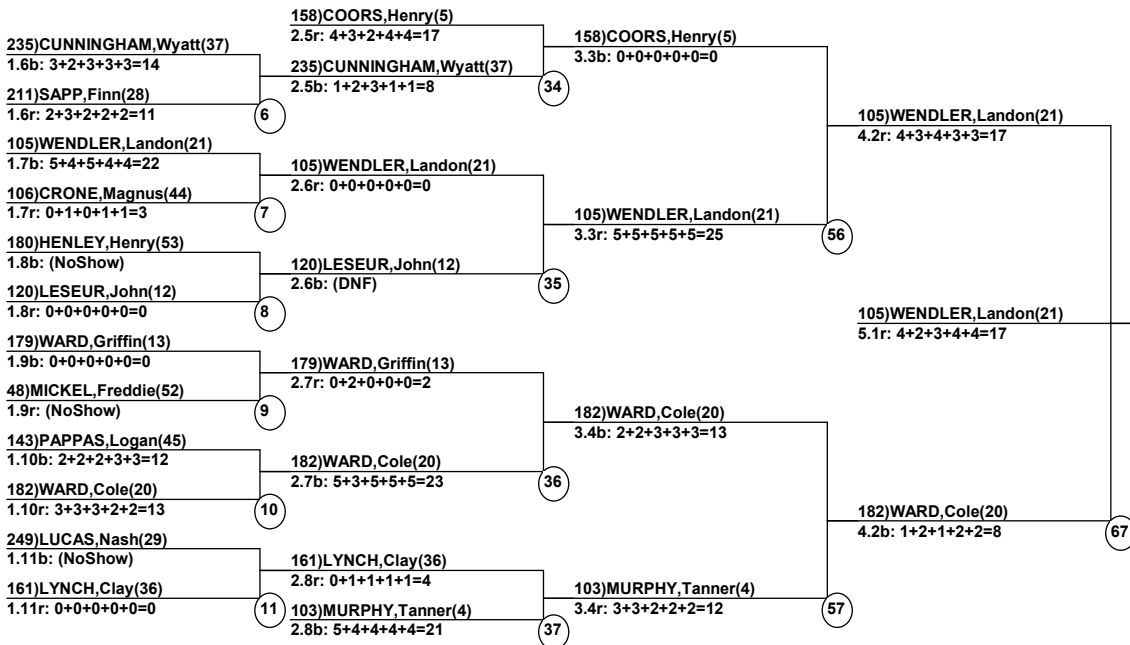 235)CUNNINGHAM,Wyatt(37)
1.6b: 3+2+3+3+3=14
211)SAPP,Finn(28)
1.6r: 2+3+2+2+2=11
6
105)WENDLER,Landon(21)
1.7b: 5+4+5+4+4=22
106)CRONE,Magnus(44)
1.7r: 0+1+0+1+1=3
7
180)HENLEY,Henry(53)
1.8b: (NoShow)
120)LESEUR,John(12)
1.8r: 0+0+0+0+0=0
8
179)WARD,Griffin(13)
1.9b: 0+0+0+0+0=0
48)MICKEL,Freddie(52)
1.9r: (NoShow)
9
143)PAPPAS,Logan(45)
1.10b: 2+2+2+3+3=12
182)WARD,Cole(20)
1.10r: 3+3+3+2+2=13
10
249)LUCAS,Nash(29)
1.11b: (NoShow)
161)LYNCH,Clay(36)
1.11r: 0+0+0+0+0=0
11
158)COORS,Henry(5)
2.5r: 4+3+2+4+4=17
235)CUNNINGHAM,Wyatt(37)
2.5b: 1+2+3+1+1=8
34
105)WENDLER,Landon(21)
2.6r: 0+0+0+0+0=0
120)LESEUR,John(12)
2.6b: (DNF)
35
179)WARD,Griffin(13)
2.7r: 0+2+0+0+0=2
182)WARD,Cole(20)
2.7b: 5+3+5+5+5=23
36
161)LYNCH,Clay(36)
2.8r: 0+1+1+1+1=4
103)MURPHY,Tanner(4)
2.8b: 5+4+4+4+4=21
37
158)COORS,Henry(5)
3.3b: 0+0+0+0+0=0
105)WENDLER,Landon(21)
3.3r: 5+5+5+5+5=25
56
182)WARD,Cole(20)
3.4b: 2+2+3+3+3=13
103)MURPHY,Tanner(4)
3.4r: 3+3+2+2+2=12
57
105)WENDLER,Landon(21)
4.2r: 4+3+4+3+3=17
182)WARD,Cole(20)
4.2b: 1+2+1+2+2=8
67
105)WENDLER,Landon(21)
5.1r: 4+2+3+4+4=17